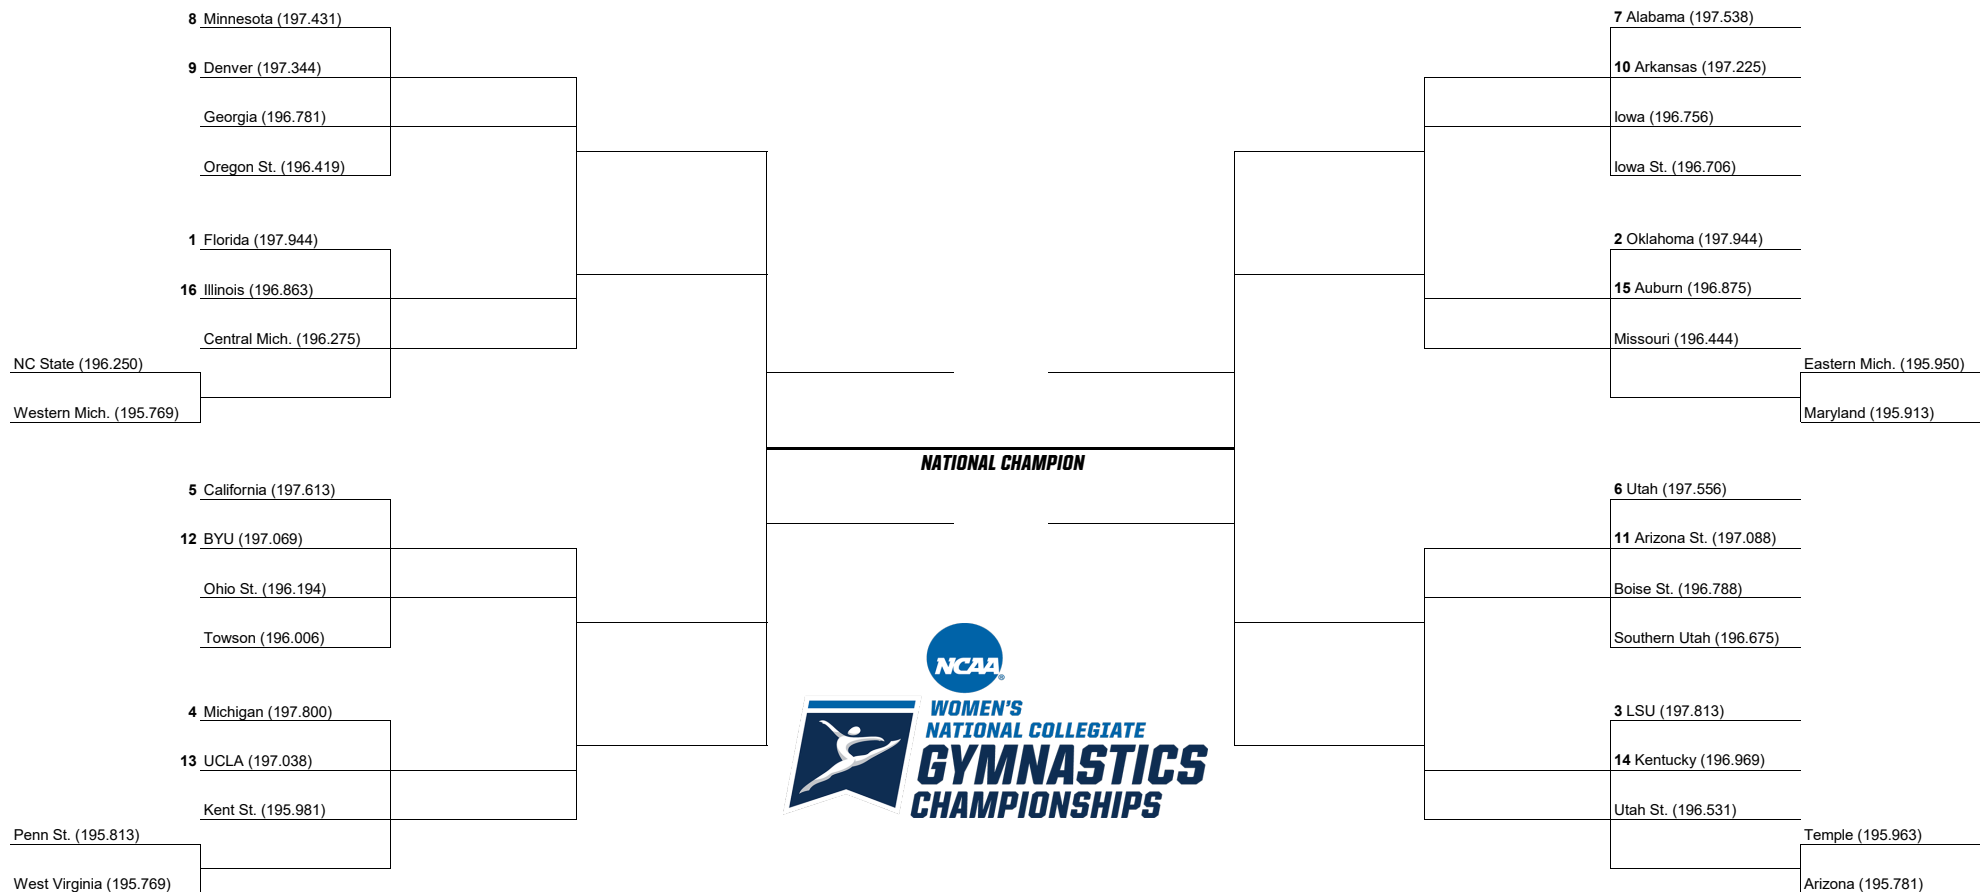 8 Minnesota (197.431)
9 Denver (197.344)
Georgia (196.781)
Oregon St. (196.419)
1 Florida (197.944)
16 Illinois (196.863)
Central Mich. (196.275)
NC State (196.250)
Western Mich. (195.769)
5 California (197.613)
12 BYU (197.069)
Ohio St. (196.194)
Towson (196.006)
4 Michigan (197.800)
13 UCLA (197.038)
Kent St. (195.981)
Penn St. (195.813)
West Virginia (195.769)
NATIONAL CHAMPION
NCAA®
WOMEN'S
NATIONAL COLLEGIATE
GYMNASTICS
CHAMPIONSHIPS
7 Alabama (197.538)
10 Arkansas (197.225)
Iowa (196.756)
Iowa St. (196.706)
2 Oklahoma (197.944)
15 Auburn (196.875)
Missouri (196.444)
Eastern Mich. (195.950)
Maryland (195.913)
6 Utah (197.556)
11 Arizona St. (197.088)
Boise St. (196.788)
Southern Utah (196.675)
3 LSU (197.813)
14 Kentucky (196.969)
Utah St. (196.531)
Temple (195.963)
Arizona (195.781)